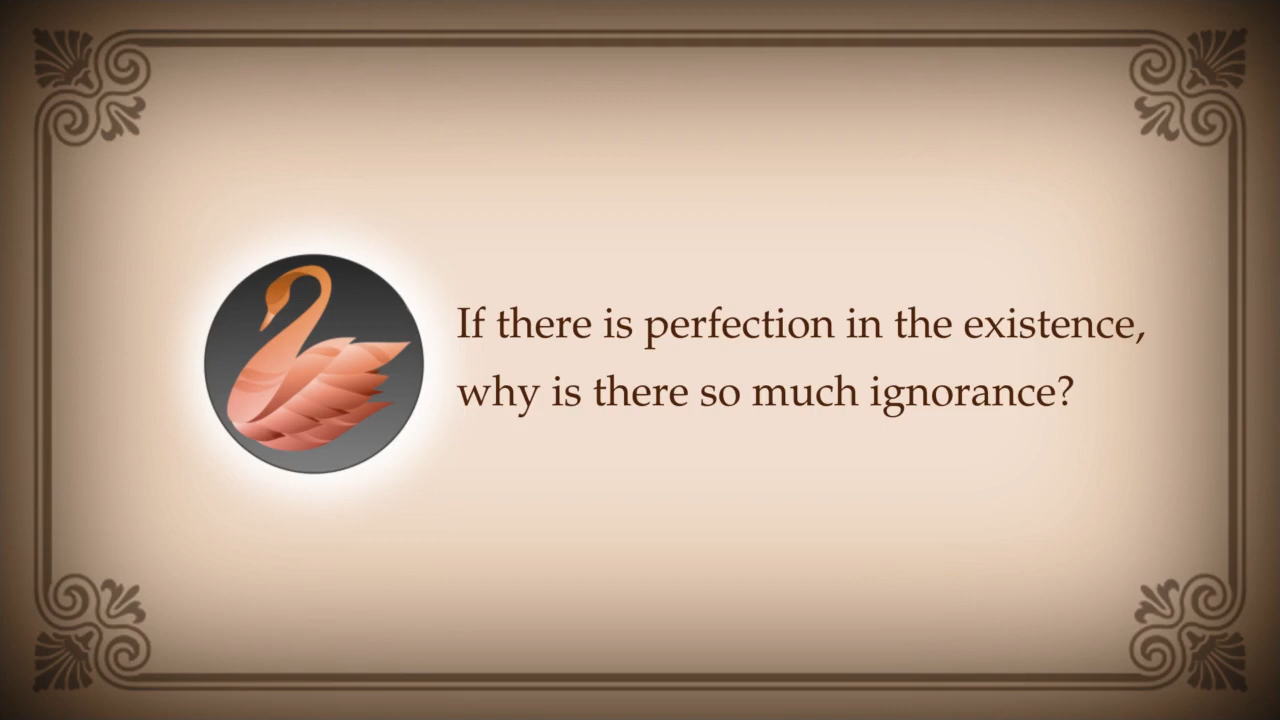 If there is perfection in the existence,
why is there so much ignorance?